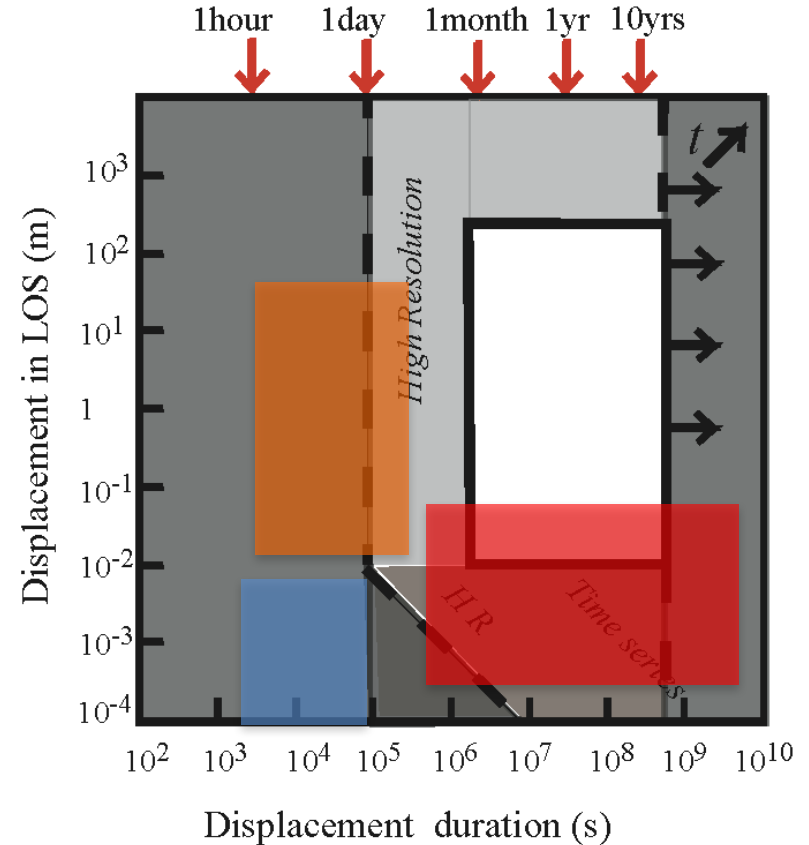 1hour 1day 1month 1yr 10yrs
t
10³
10²
10¹
1
10⁻¹
10⁻²
10⁻³
10⁻⁴
Displacement in LOS (m)
High Resolution
HR
Time series
10² 10³ 10⁴ 10⁵ 10⁶ 10⁷ 10⁸ 10⁹ 10¹⁰
Displacement duration (s)